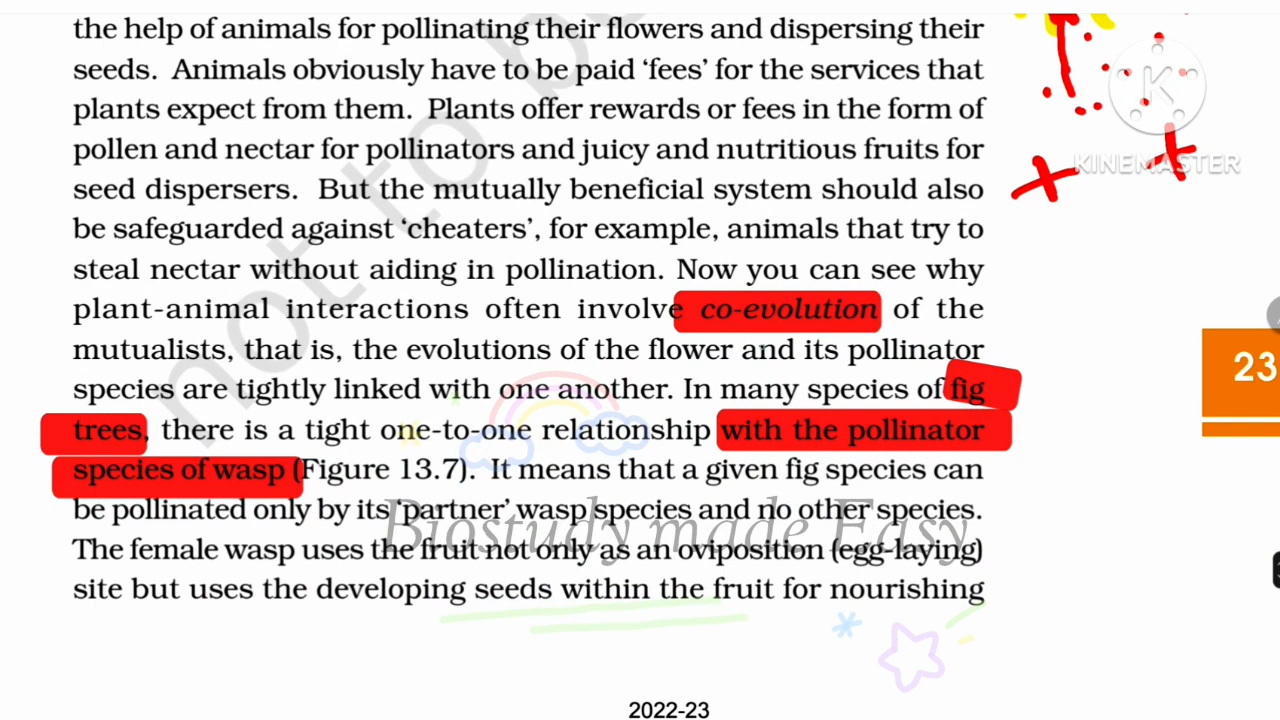 the help of animals for pollinating their flowers and dispersing their
seeds. Animals obviously have to be paid ‘fees’ for the services that
plants expect from them. Plants offer rewards or fees in the form of
pollen and nectar for pollinators and juicy and nutritious fruits for
seed dispersers. But the mutually beneficial system should also
be safeguarded against ‘cheaters’, for example, animals that try to
steal nectar without aiding in pollination. Now you can see why
plant-animal interactions often involve co-evolution of the
mutualists, that is, the evolutions of the flower and its pollinator
species are tightly linked with one another. In many species of fig
trees, there is a tight one-to-one relationship with the pollinator
species of wasp (Figure 13.7). It means that a given fig species can
be pollinated only by its ‘partner’ wasp species and no other species.
The female wasp uses the fruit not only as an oviposition (egg-laying)
site but uses the developing seeds within the fruit for nourishing
2022-23
23
K
KINEMASTER
Biostudy made Easy
not to b